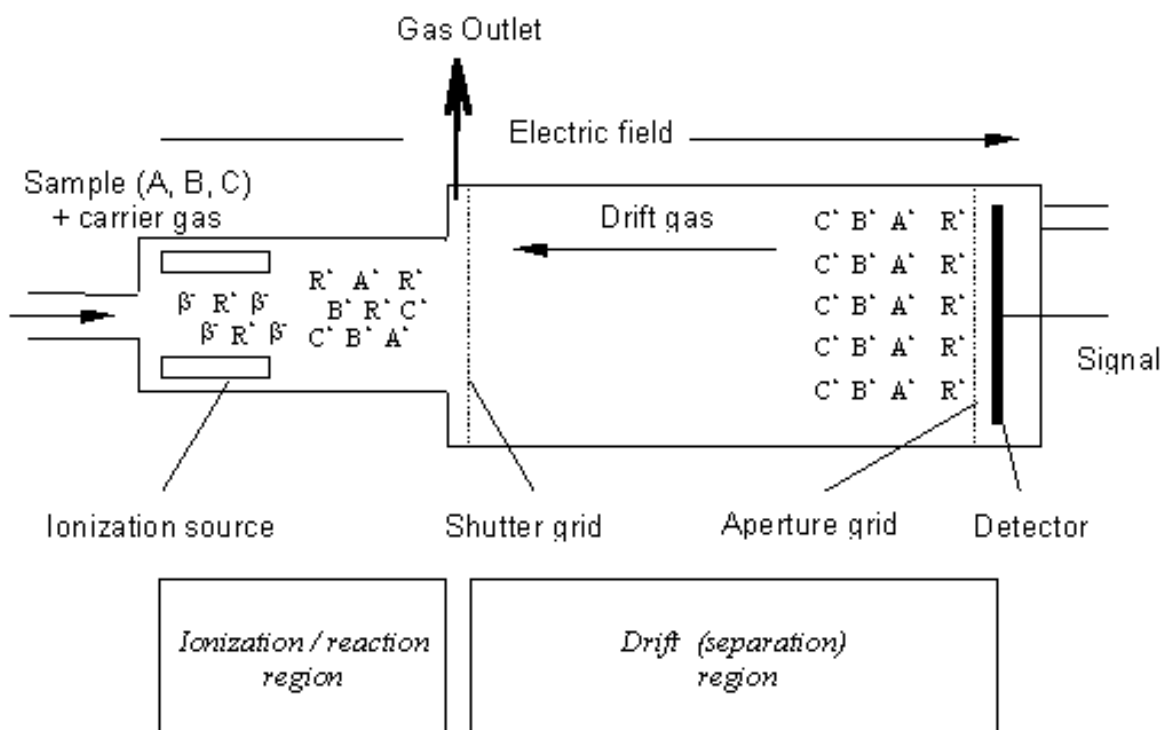 Gas Outlet
Electric field
Sample (A, B, C)
+ carrier gas
Drift gas
C⁺ B⁺ A⁺ R⁺
C⁺ B⁺ A⁺ R⁺
C⁺ B⁺ A⁺ R⁺
C⁺ B⁺ A⁺ R⁺
C⁺ B⁺ A⁺ R⁺
R⁺ A⁺ R⁺
B⁺ R⁺ C⁺
C⁺ B⁺ A⁺
β⁻ R⁺ β⁻
β⁻ R⁺ β⁻
Signal
Ionization source
Shutter grid
Aperture grid
Detector
Ionization / reaction
region
Drift (separation)
region